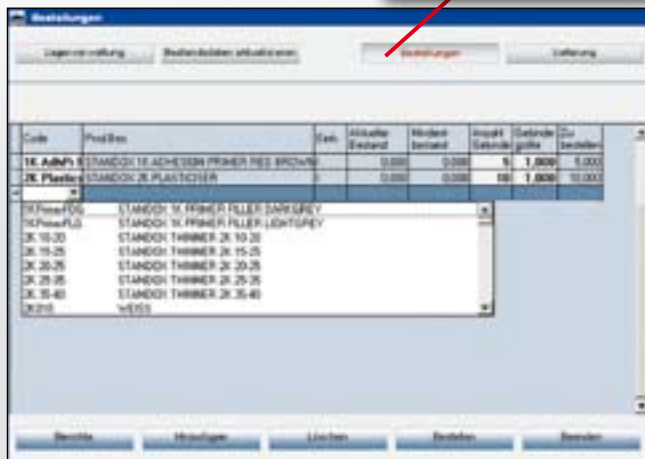 Bestellungen
Lagerverwaltung Bestandsdaten aktualisieren Bestellungen Lieferung
Code Prod.Bez. Einh. Aktueller Bestand Mindest- bestand Anzahl Gebinde Gebinde größe Zu bestellen
1K AdhPr STANDOX 1K ADHESION PRIMER RED BROWN 0,000 0,000 5 1,000 5,000
2K Plastics STANDOX 2K PLASTICISER 0,000 0,000 10 1,000 10,000
STANDOX 1K PRIMER FILLER DARKGREY
STANDOX 1K PRIMER FILLER LIGHTGREY
2K 10-20 STANDOX THINNER 2K 10-20
2K 15-25 STANDOX THINNER 2K 15-25
2K 20-25 STANDOX THINNER 2K 20-25
2K 25-35 STANDOX THINNER 2K 25-35
2K 35-40 STANDOX THINNER 2K 35-40
WEISS
Berichte Hinzufügen Löschen Bestellen Beenden